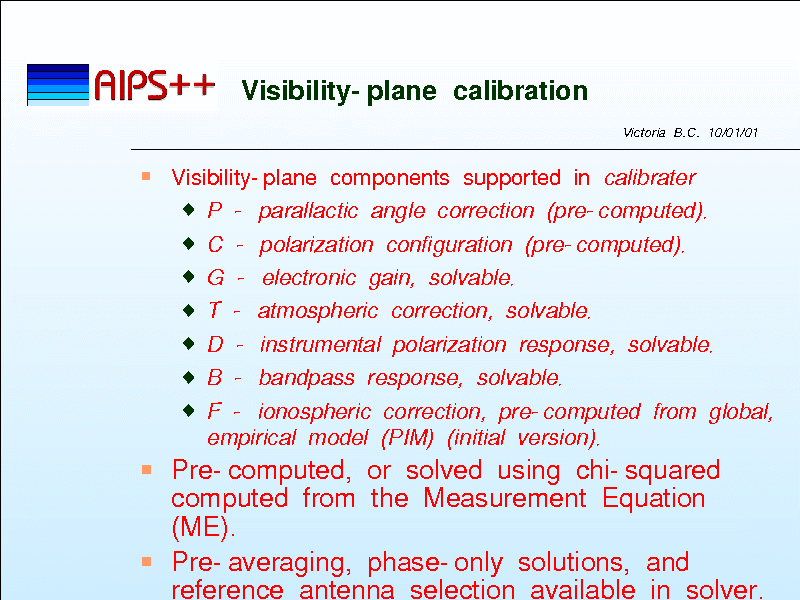 AIPS++ Visibility-plane calibration
Victoria B.C. 10/01/01
Visibility-plane components supported in calibrater
P - parallactic angle correction (pre-computed).
C - polarization configuration (pre-computed).
G - electronic gain, solvable.
T - atmospheric correction, solvable.
D - instrumental polarization response, solvable.
B - bandpass response, solvable.
F - ionospheric correction, pre-computed from global,
empirical model (PIM) (initial version).
Pre-computed, or solved using chi-squared
computed from the Measurement Equation
(ME).
Pre-averaging, phase-only solutions, and
reference antenna selection available in solver.